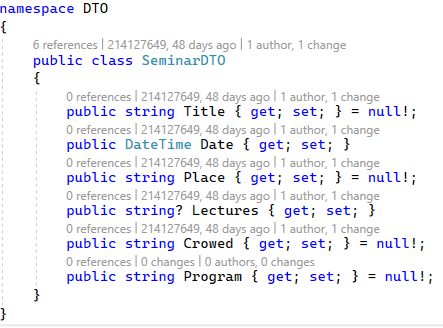 namespace DTO
{
6 references | 214127649, 48 days ago | 1 author, 1 change
public class SeminarDTO
{
0 references | 214127649, 48 days ago | 1 author, 1 change
public string Title { get; set; } = null!;
0 references | 214127649, 48 days ago | 1 author, 1 change
public DateTime Date { get; set; }
0 references | 214127649, 48 days ago | 1 author, 1 change
public string Place { get; set; } = null!;
0 references | 214127649, 48 days ago | 1 author, 1 change
public string? Lectures { get; set; }
0 references | 214127649, 48 days ago | 1 author, 1 change
public string Crowed { get; set; } = null!;
0 references | 0 changes | 0 authors, 0 changes
public string Program { get; set; } = null!;
}
}